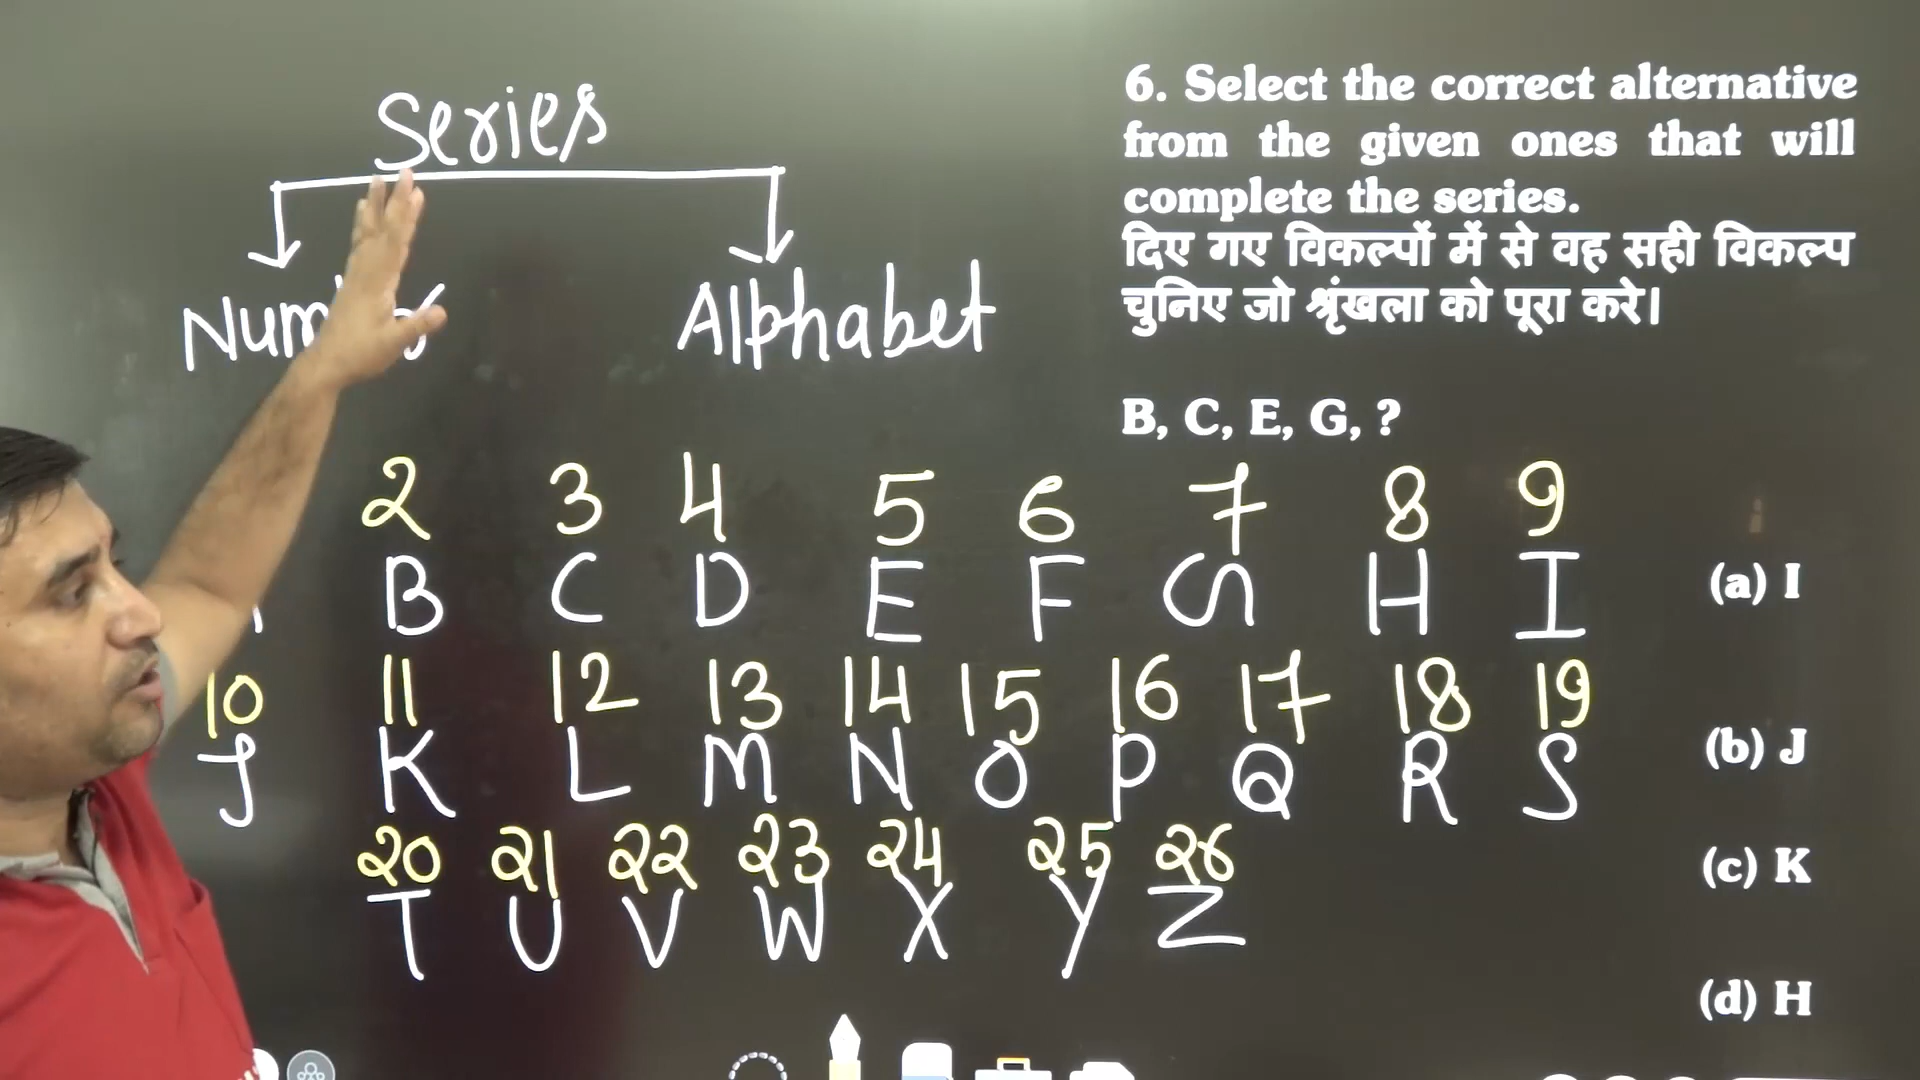 Series
Number Alphabet
6. Select the correct alternative
from the given ones that will
complete the series.
दिए गए विकल्पों में से वह सही विकल्प
चुनिए जो श्रृंखला को पूरा करे।
B, C, E, G, ?
2 3 4 5 6 7 8 9
B C D E F G H I
10 11 12 13 14 15 16 17 18 19
J K L M N O P Q R S
20 21 22 23 24 25 26
T U V W X Y Z
(a) I
(b) J
(c) K
(d) H